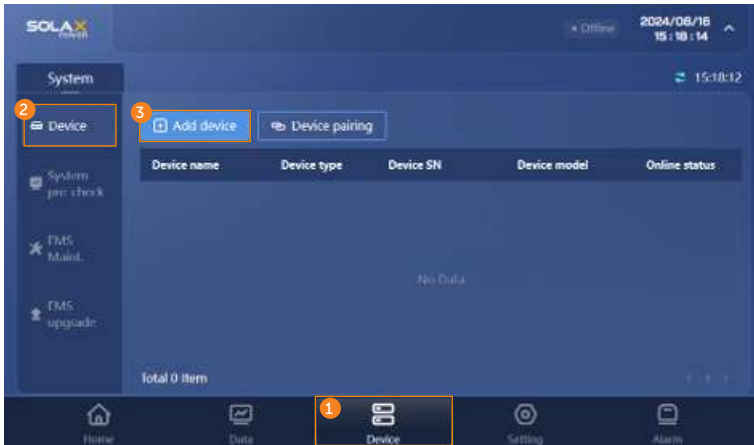 SOLAX
POWER
• Offline
2024/06/16
15:18:14
System
15:18:12
2
Device
3
Add device
Device pairing
Device name Device type Device SN Device model Online status
System
pre-check
EMS
Maint.
EMS
upgrade
No Data
Total 0 Item
1
Home
Data
Device
Setting
Alarm